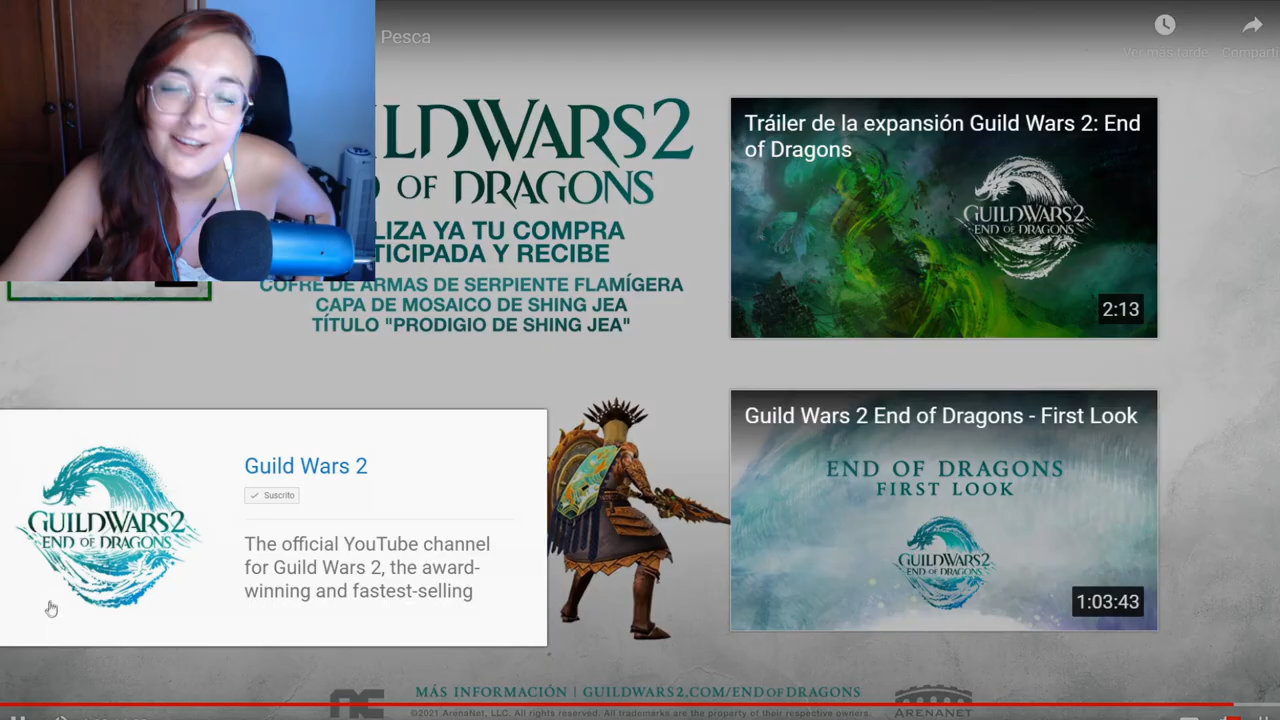 Pesca
Ver más tarde
Comparti
LDWARS2
OF DRAGONS
LIZA YA TU COMPRA
TICIPADA Y RECIBE
COFRE DE ARMAS DE SERPIENTE FLAMÍGERA
CAPA DE MOSAICO DE SHING JEA
TÍTULO "PRODIGIO DE SHING JEA"
Tráiler de la expansión Guild Wars 2: End
of Dragons
GUILDWARS2
END OF DRAGONS
2:13
Guild Wars 2
Suscrito
The official YouTube channel
for Guild Wars 2, the award-
winning and fastest-selling
GUILDWARS2
END OF DRAGONS
Guild Wars 2 End of Dragons - First Look
END OF DRAGONS
FIRST LOOK
GUILDWARS2
END OF DRAGONS
1:03:43
MÁS INFORMACIÓN | GUILDWARS2.COM/ENDOFDRAGONS
©2021 ArenaNet, LLC. All rights reserved. All trademarks are the property of their respective owners.
ARENANET